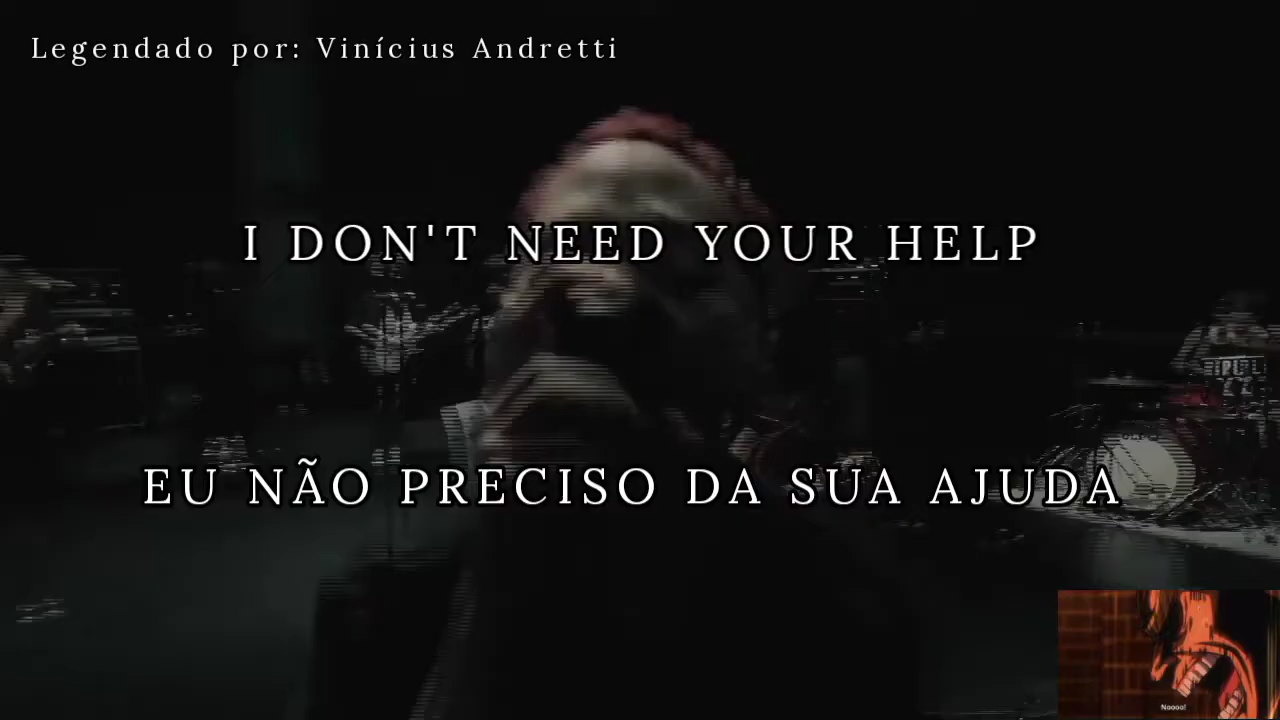 Legendado por: Vinícius Andretti
I DON'T NEED YOUR HELP
EU NÃO PRECISO DA SUA AJUDA
Noooo!